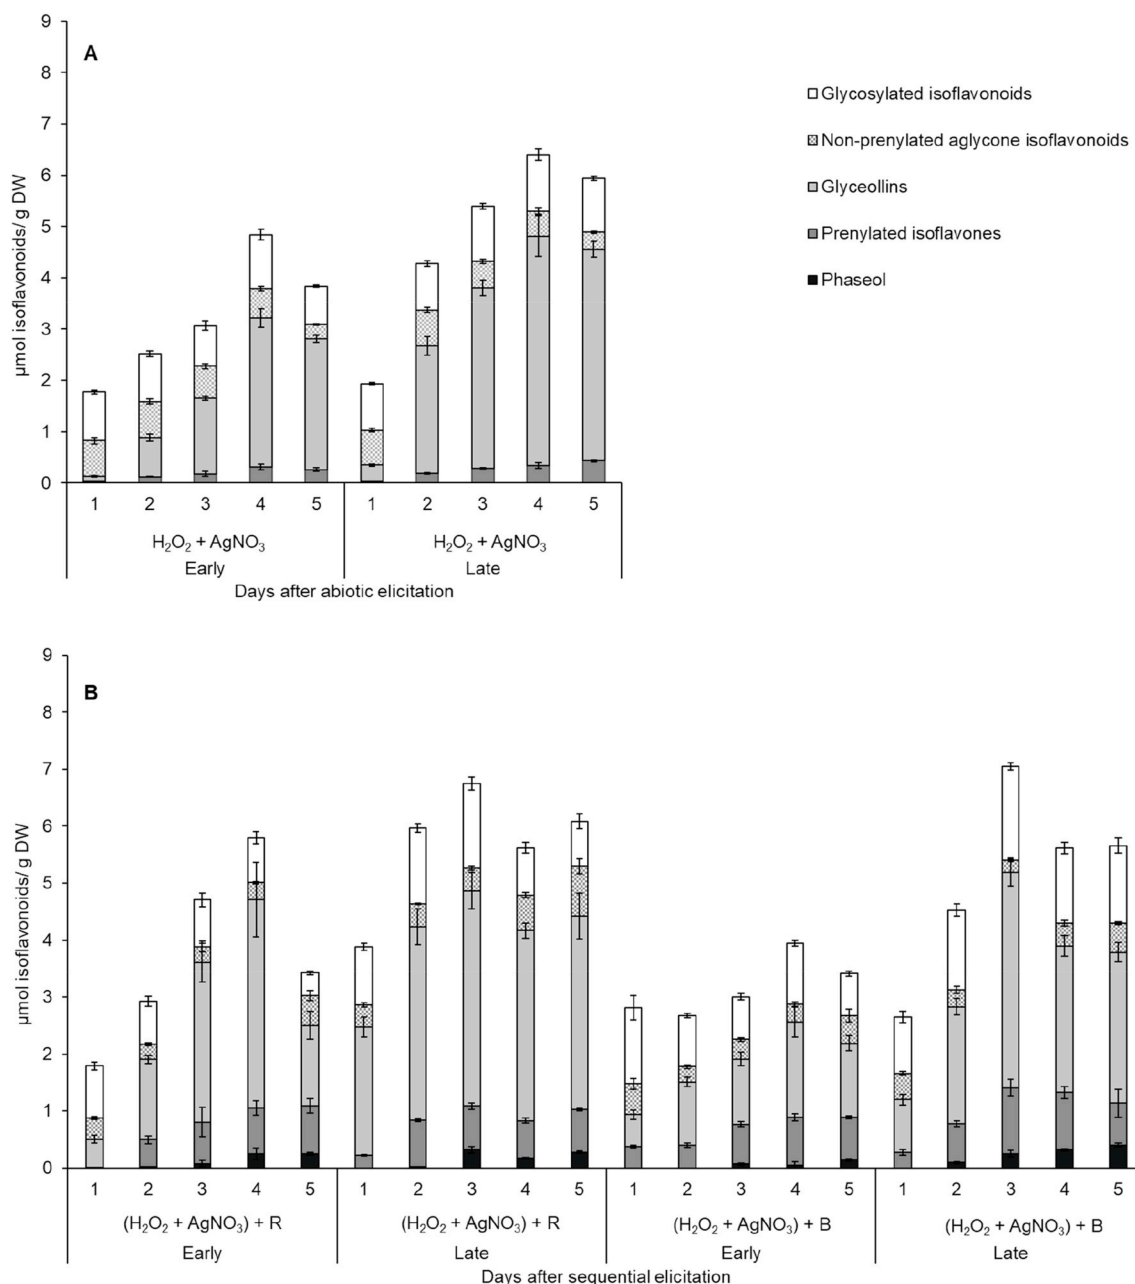 A
9
8
7
6
5
4
3
2
1
0
µmol isoflavonoids/ g DW
Glycosylated isoflavonoids
Non-prenylated aglycone isoflavonoids
Glyceollins
Prenylated isoflavones
Phaseol
1 2 3 4 5 1 2 3 4 5
H₂O₂ + AgNO₃ H₂O₂ + AgNO₃
Early Late
Days after abiotic elicitation
B
9
8
7
6
5
4
3
2
1
0
µmol isoflavonoids/ g DW
1 2 3 4 5 1 2 3 4 5 1 2 3 4 5 1 2 3 4 5
(H₂O₂ + AgNO₃) + R (H₂O₂ + AgNO₃) + R (H₂O₂ + AgNO₃) + B (H₂O₂ + AgNO₃) + B
Early Late Early Late
Days after sequential elicitation